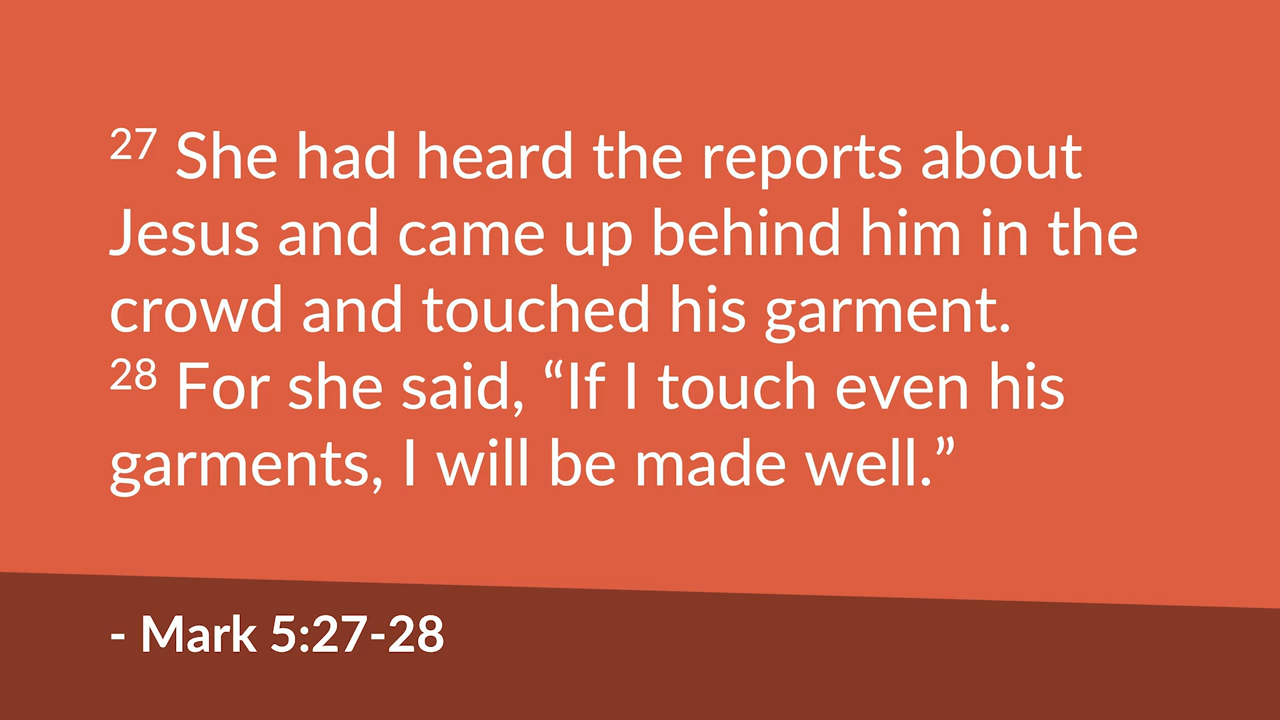 27 She had heard the reports about
Jesus and came up behind him in the
crowd and touched his garment.
28 For she said, “If I touch even his
garments, I will be made well.”
- Mark 5:27-28